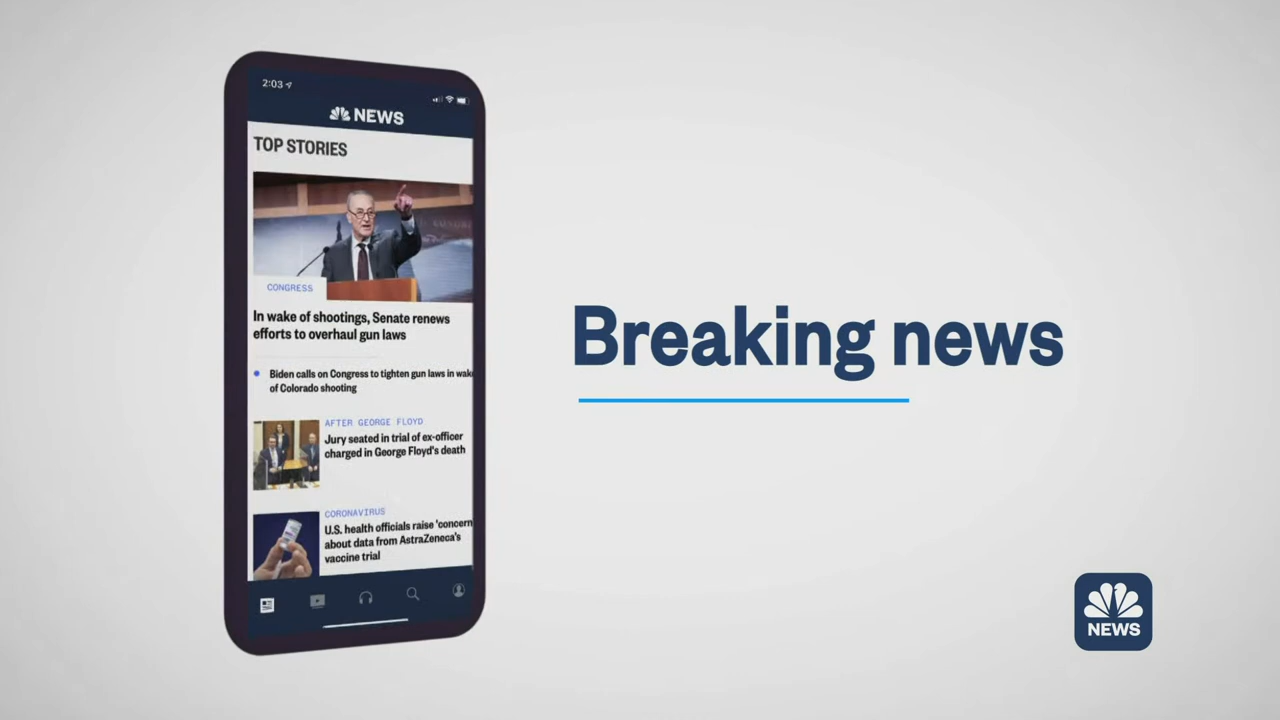 2:03
NEWS
TOP STORIES
CONGRESS
In wake of shootings, Senate renews
efforts to overhaul gun laws
Biden calls on Congress to tighten gun laws in wake
of Colorado shooting
AFTER GEORGE FLOYD
Jury seated in trial of ex-officer
charged in George Floyd's death
CORONAVIRUS
U.S. health officials raise 'concern
about data from AstraZeneca's
vaccine trial
Breaking news
NEWS